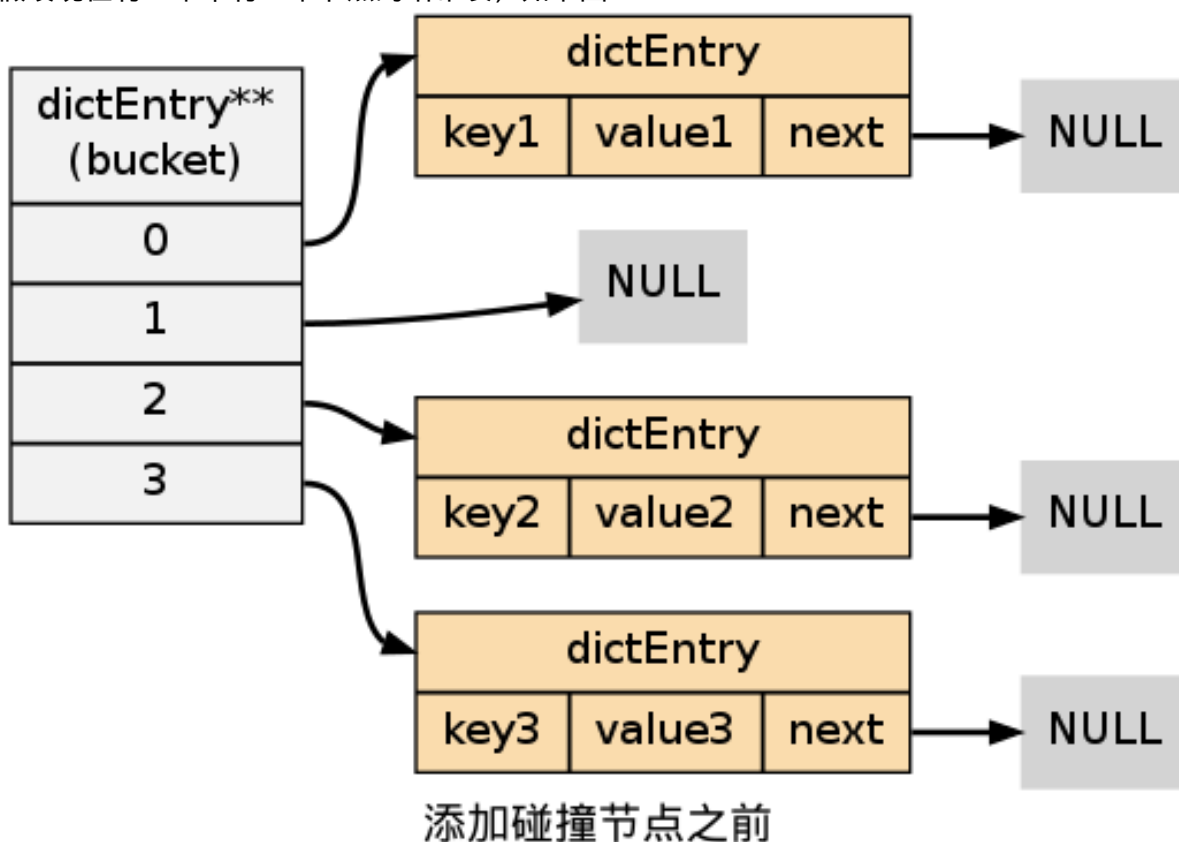 dictEntry
key1 value1 next
NULL
dictEntry**
(bucket)
0
1
2
3
NULL
dictEntry
key2 value2 next
NULL
dictEntry
key3 value3 next
NULL
添加碰撞节点之前